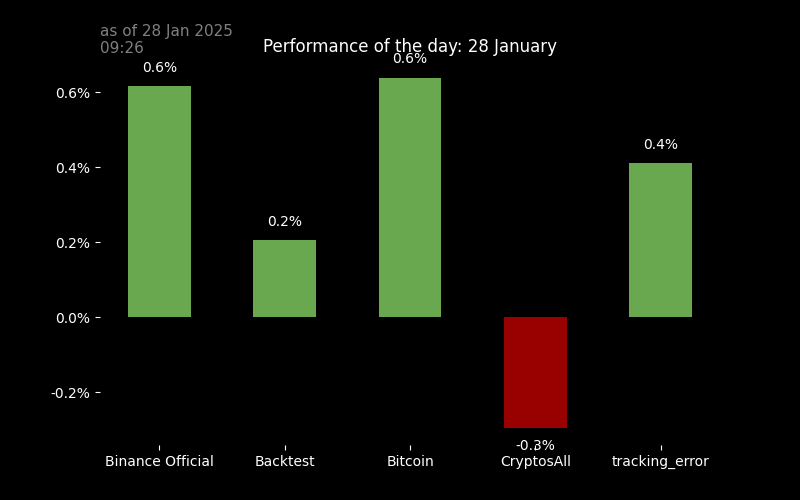 as of 28 Jan 2025
09:26
Performance of the day: 28 January
0.6%
0.2%
0.6%
-0.3%
0.4%
0.6%
0.4%
0.2%
0.0%
-0.2%
Binance Official
Backtest
Bitcoin
CryptosAll
tracking_error